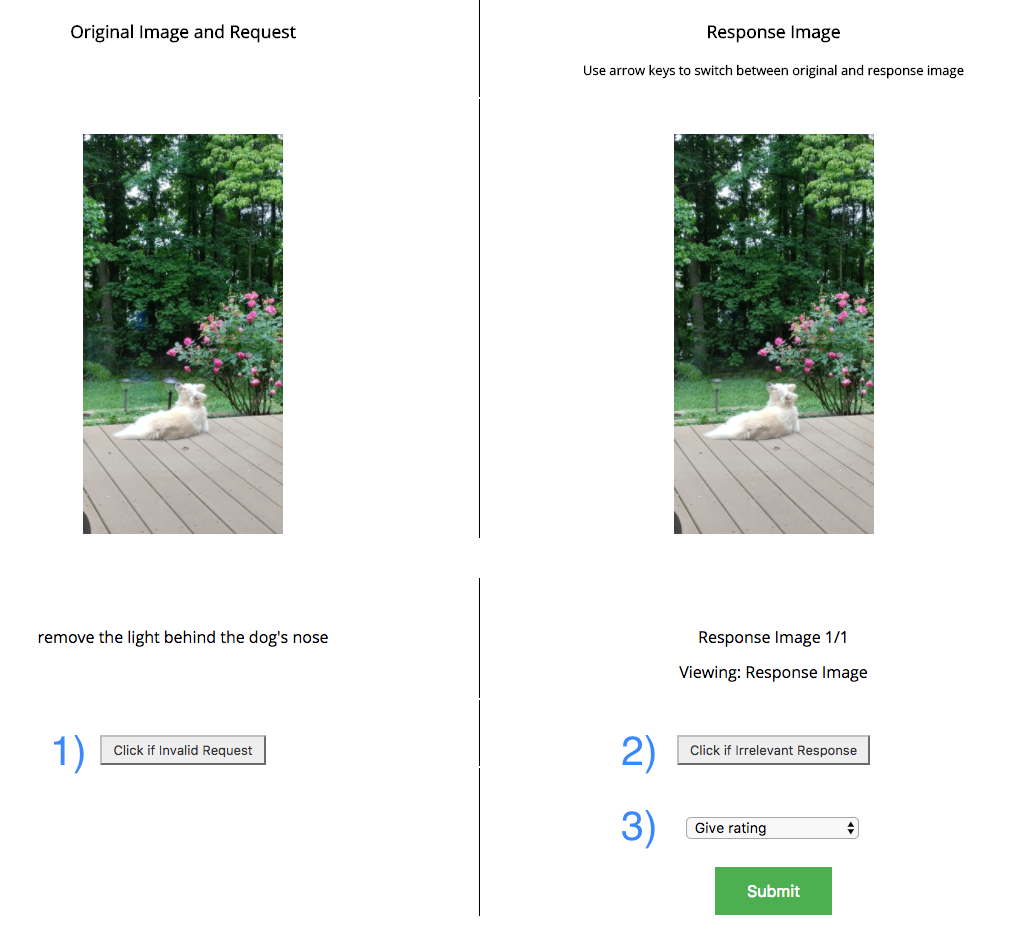 Original Image and Request
Response Image
Use arrow keys to switch between original and response image
remove the light behind the dog's nose
Response Image 1/1
Viewing: Response Image
1) Click if Invalid Request
2) Click if Irrelevant Response
3) Give rating
Submit